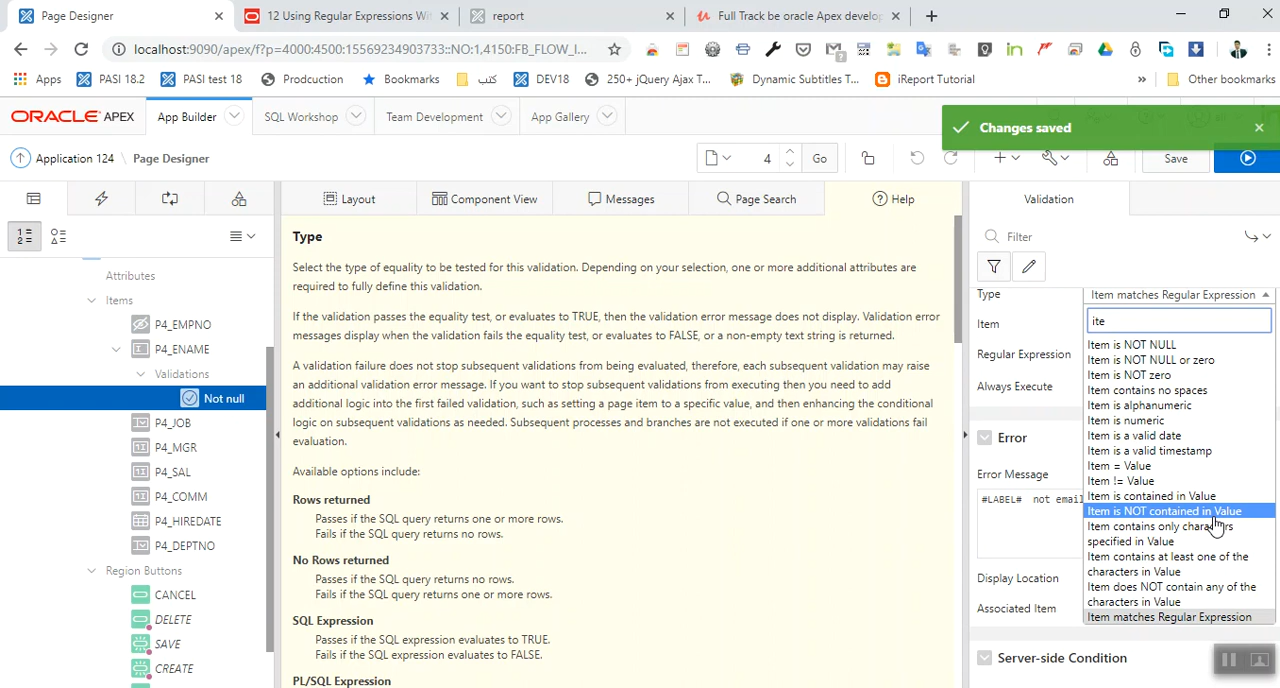 Page Designer
12 Using Regular Expressions Wit
report
Full Track be oracle Apex develop
localhost:9090/apex/f?p=4000:4500:15569234903733::NO:1,4150:FB_FLOW_I...
Apps
PASI 18.2
PASI test 18
Prodcution
Bookmarks
كتب
DEV18
250+ jQuery Ajax T...
Dynamic Subtitles T...
iReport Tutorial
»
Other bookmarks
ORACLE APEX
App Builder
SQL Workshop
Team Development
App Gallery
Changes saved
Application 124 \ Page Designer
4
Go
Save
Layout
Component View
Messages
Page Search
Help
Validation
Filter
Attributes
Items
P4_EMPNO
P4_ENAME
Validations
Not null
P4_JOB
P4_MGR
P4_SAL
P4_COMM
P4_HIREDATE
P4_DEPTNO
Region Buttons
CANCEL
DELETE
SAVE
CREATE
Type
Select the type of equality to be tested for this validation. Depending on your selection, one or more additional attributes are
required to fully define this validation.
If the validation passes the equality test, or evaluates to TRUE, then the validation error message does not display. Validation error
messages display when the validation fails the equality test, or evaluates to FALSE, or a non-empty text string is returned.
A validation failure does not stop subsequent validations from being evaluated, therefore, each subsequent validation may raise
an additional validation error message. If you want to stop subsequent validations from executing then you need to add
additional logic into the first failed validation, such as setting a page item to a specific value, and then enhancing the conditional
logic on subsequent validations as needed. Subsequent processes and branches are not executed if one or more validations fail
evaluation.
Available options include:
Rows returned
Passes if the SQL query returns one or more rows.
Fails if the SQL query returns no rows.
No Rows returned
Passes if the SQL query returns no rows.
Fails if the SQL query returns one or more rows.
SQL Expression
Passes if the SQL expression evaluates to TRUE.
Fails if the SQL expression evaluates to FALSE.
PL/SQL Expression
Type
Item matches Regular Expression
Item
ite
Regular Expression
Always Execute
Error
Error Message
#LABEL# not email
Display Location
Associated Item
Server-side Condition
Item is NOT NULL
Item is NOT NULL or zero
Item is NOT zero
Item contains no spaces
Item is alphanumeric
Item is numeric
Item is a valid date
Item is a valid timestamp
Item = Value
Item != Value
Item is contained in Value
Item is NOT contained in Value
Item contains only characters
specified in Value
Item contains at least one of the
characters in Value
Item does NOT contain any of the
characters in Value
Item matches Regular Expression